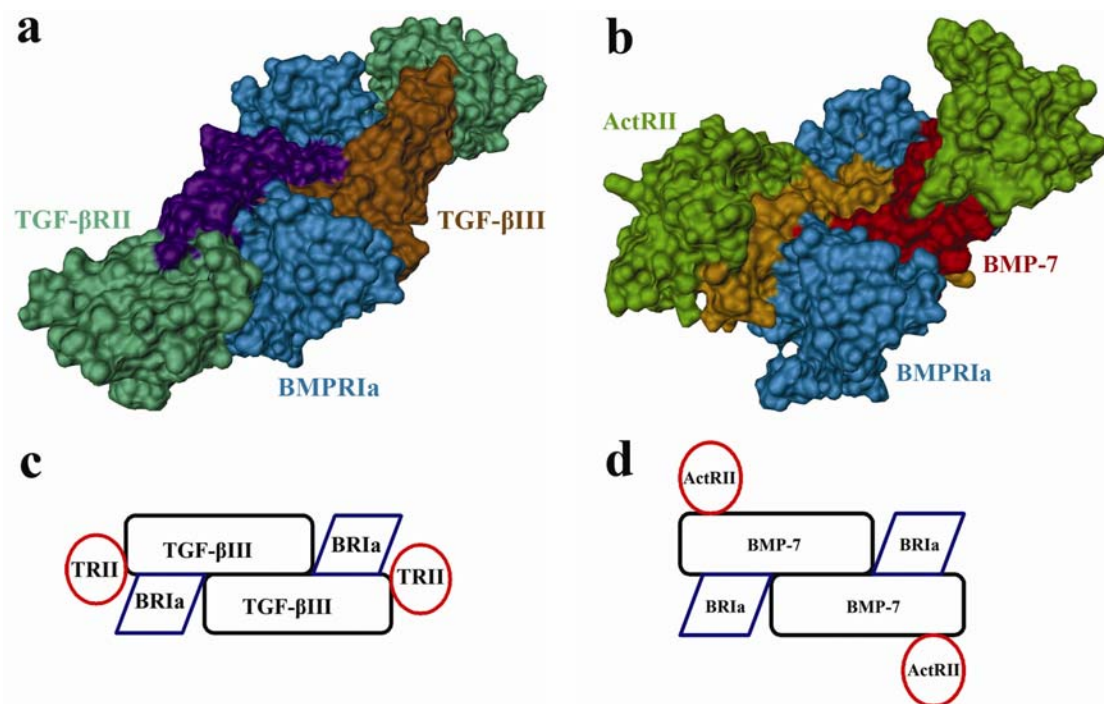 a
TGF-βRII
TGF-βIII
BMPRIa
b
ActRII
BMP-7
BMPRIa
c
TRII
TGF-βIII
BRIa
BRIa
TGF-βIII
TRII
d
ActRII
BMP-7
BRIa
BRIa
BMP-7
ActRII